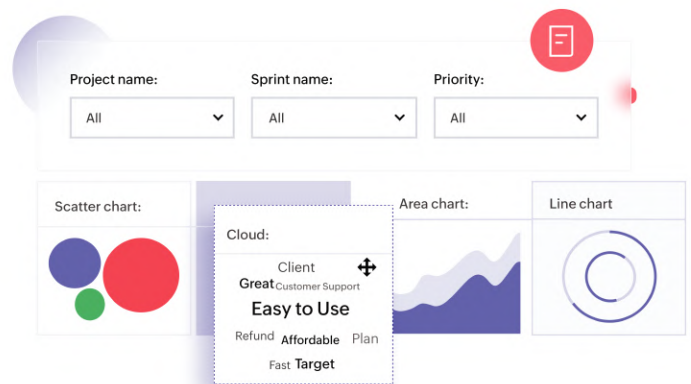 Project name:
Sprint name:
Priority:
All
All
All
Scatter chart:
Cloud:
Client
Great Customer Support
Easy to Use
Refund Affordable Plan
Fast Target
Area chart:
Line chart